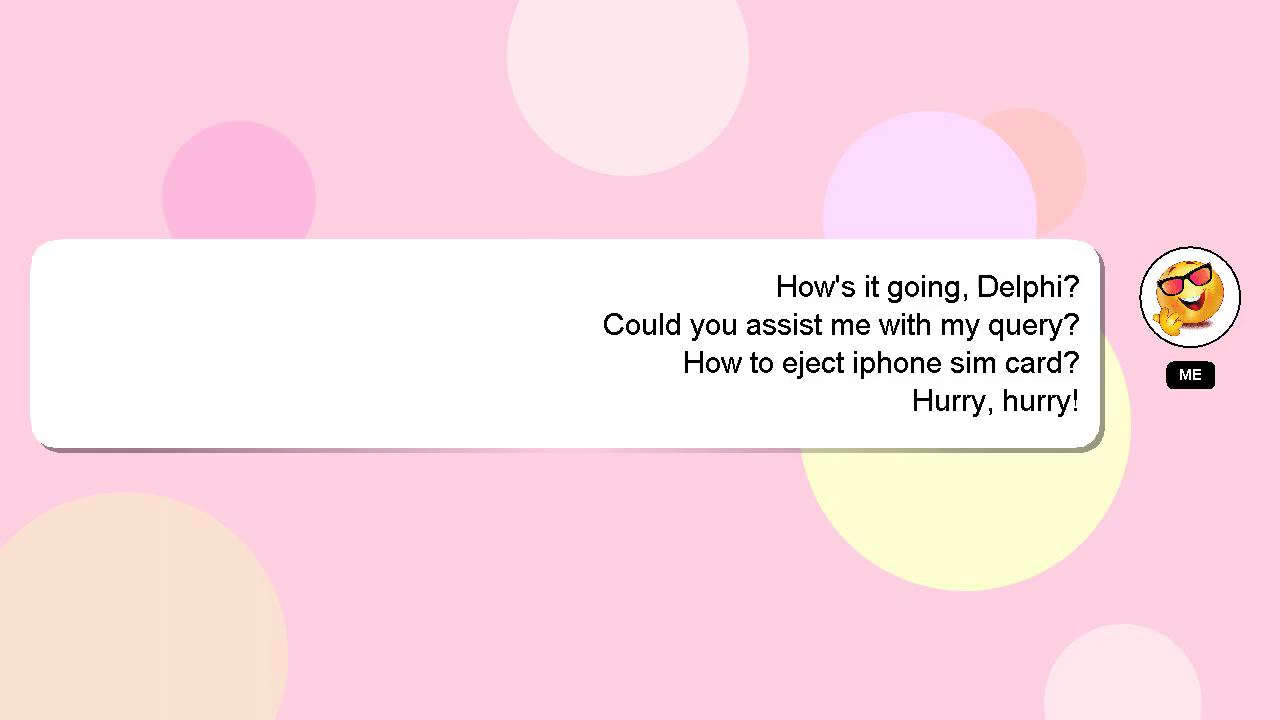 How's it going, Delphi?
Could you assist me with my query?
How to eject iphone sim card?
Hurry, hurry!
ME